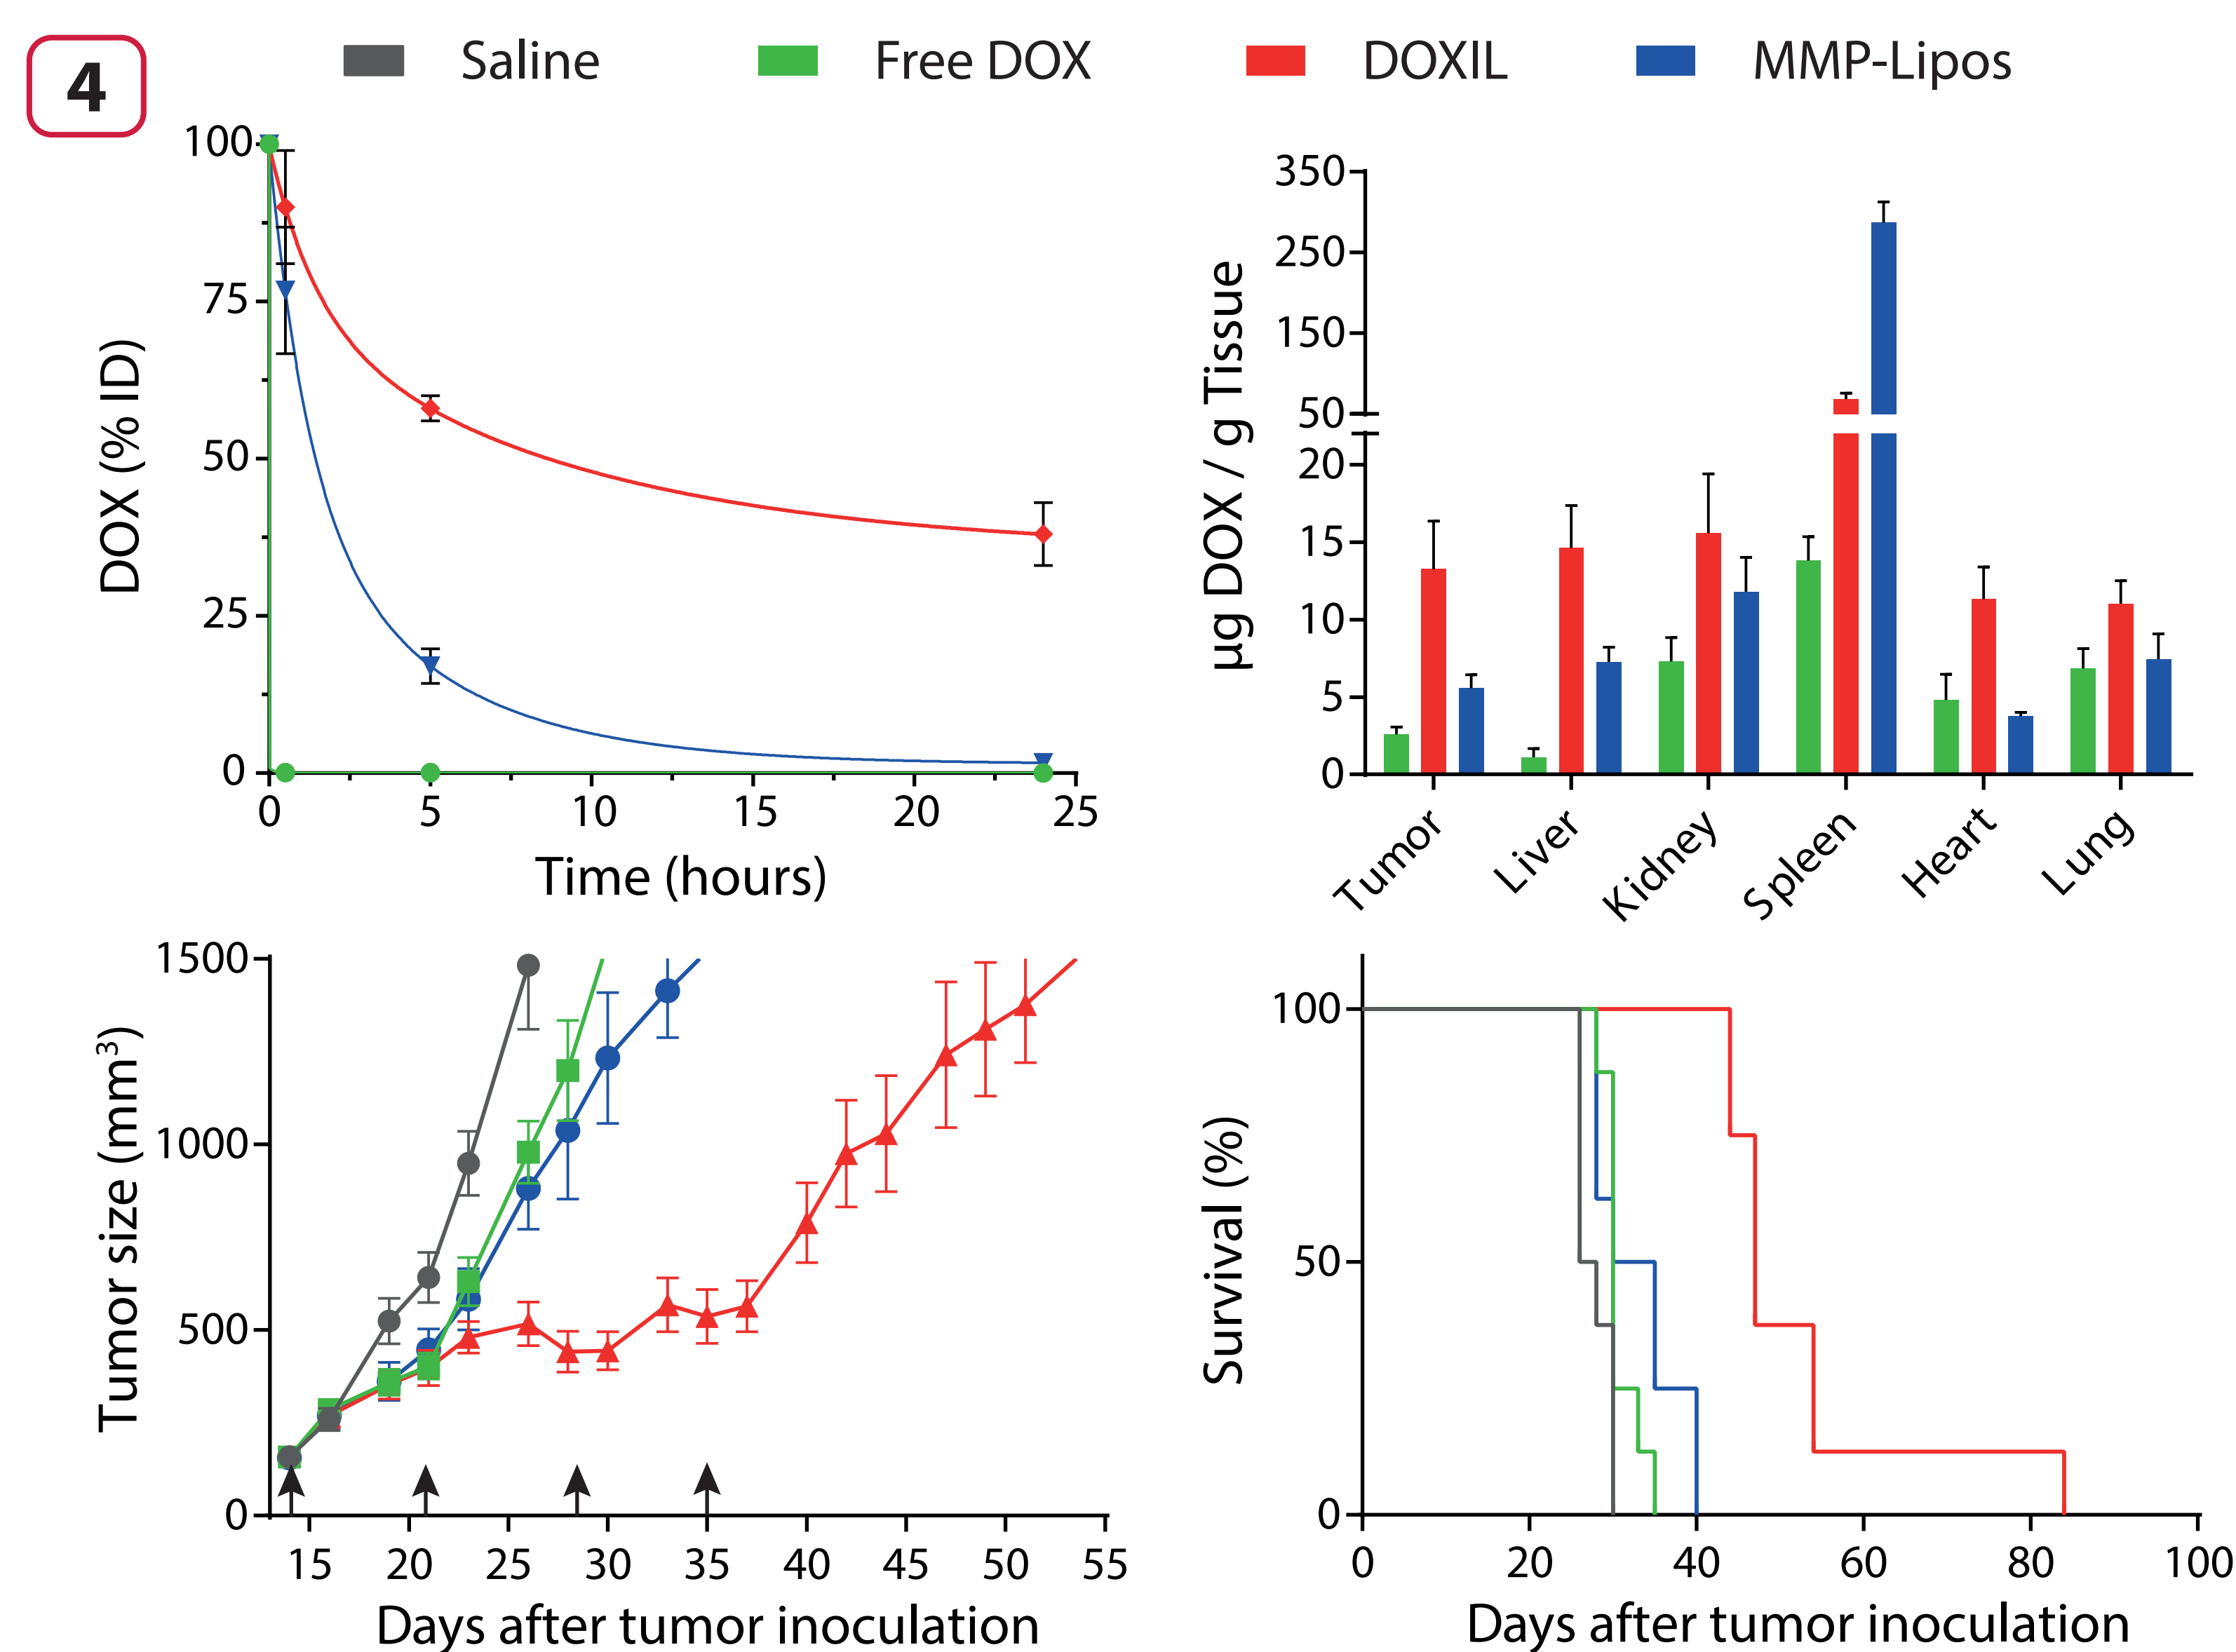 4
Saline
Free DOX
DOXIL
MMP-Lipos
DOX (% ID)
100
75
50
25
0
0 5 10 15 20 25
Time (hours)
µg DOX / g Tissue
350
250
150
50
20
15
10
5
0
Tumor
Liver
Kidney
Spleen
Heart
Lung
Tumor size (mm³)
1500
1000
500
0
15 20 25 30 35 40 45 50 55
Days after tumor inoculation
Survival (%)
100
50
0
0 20 40 60 80 100
Days after tumor inoculation